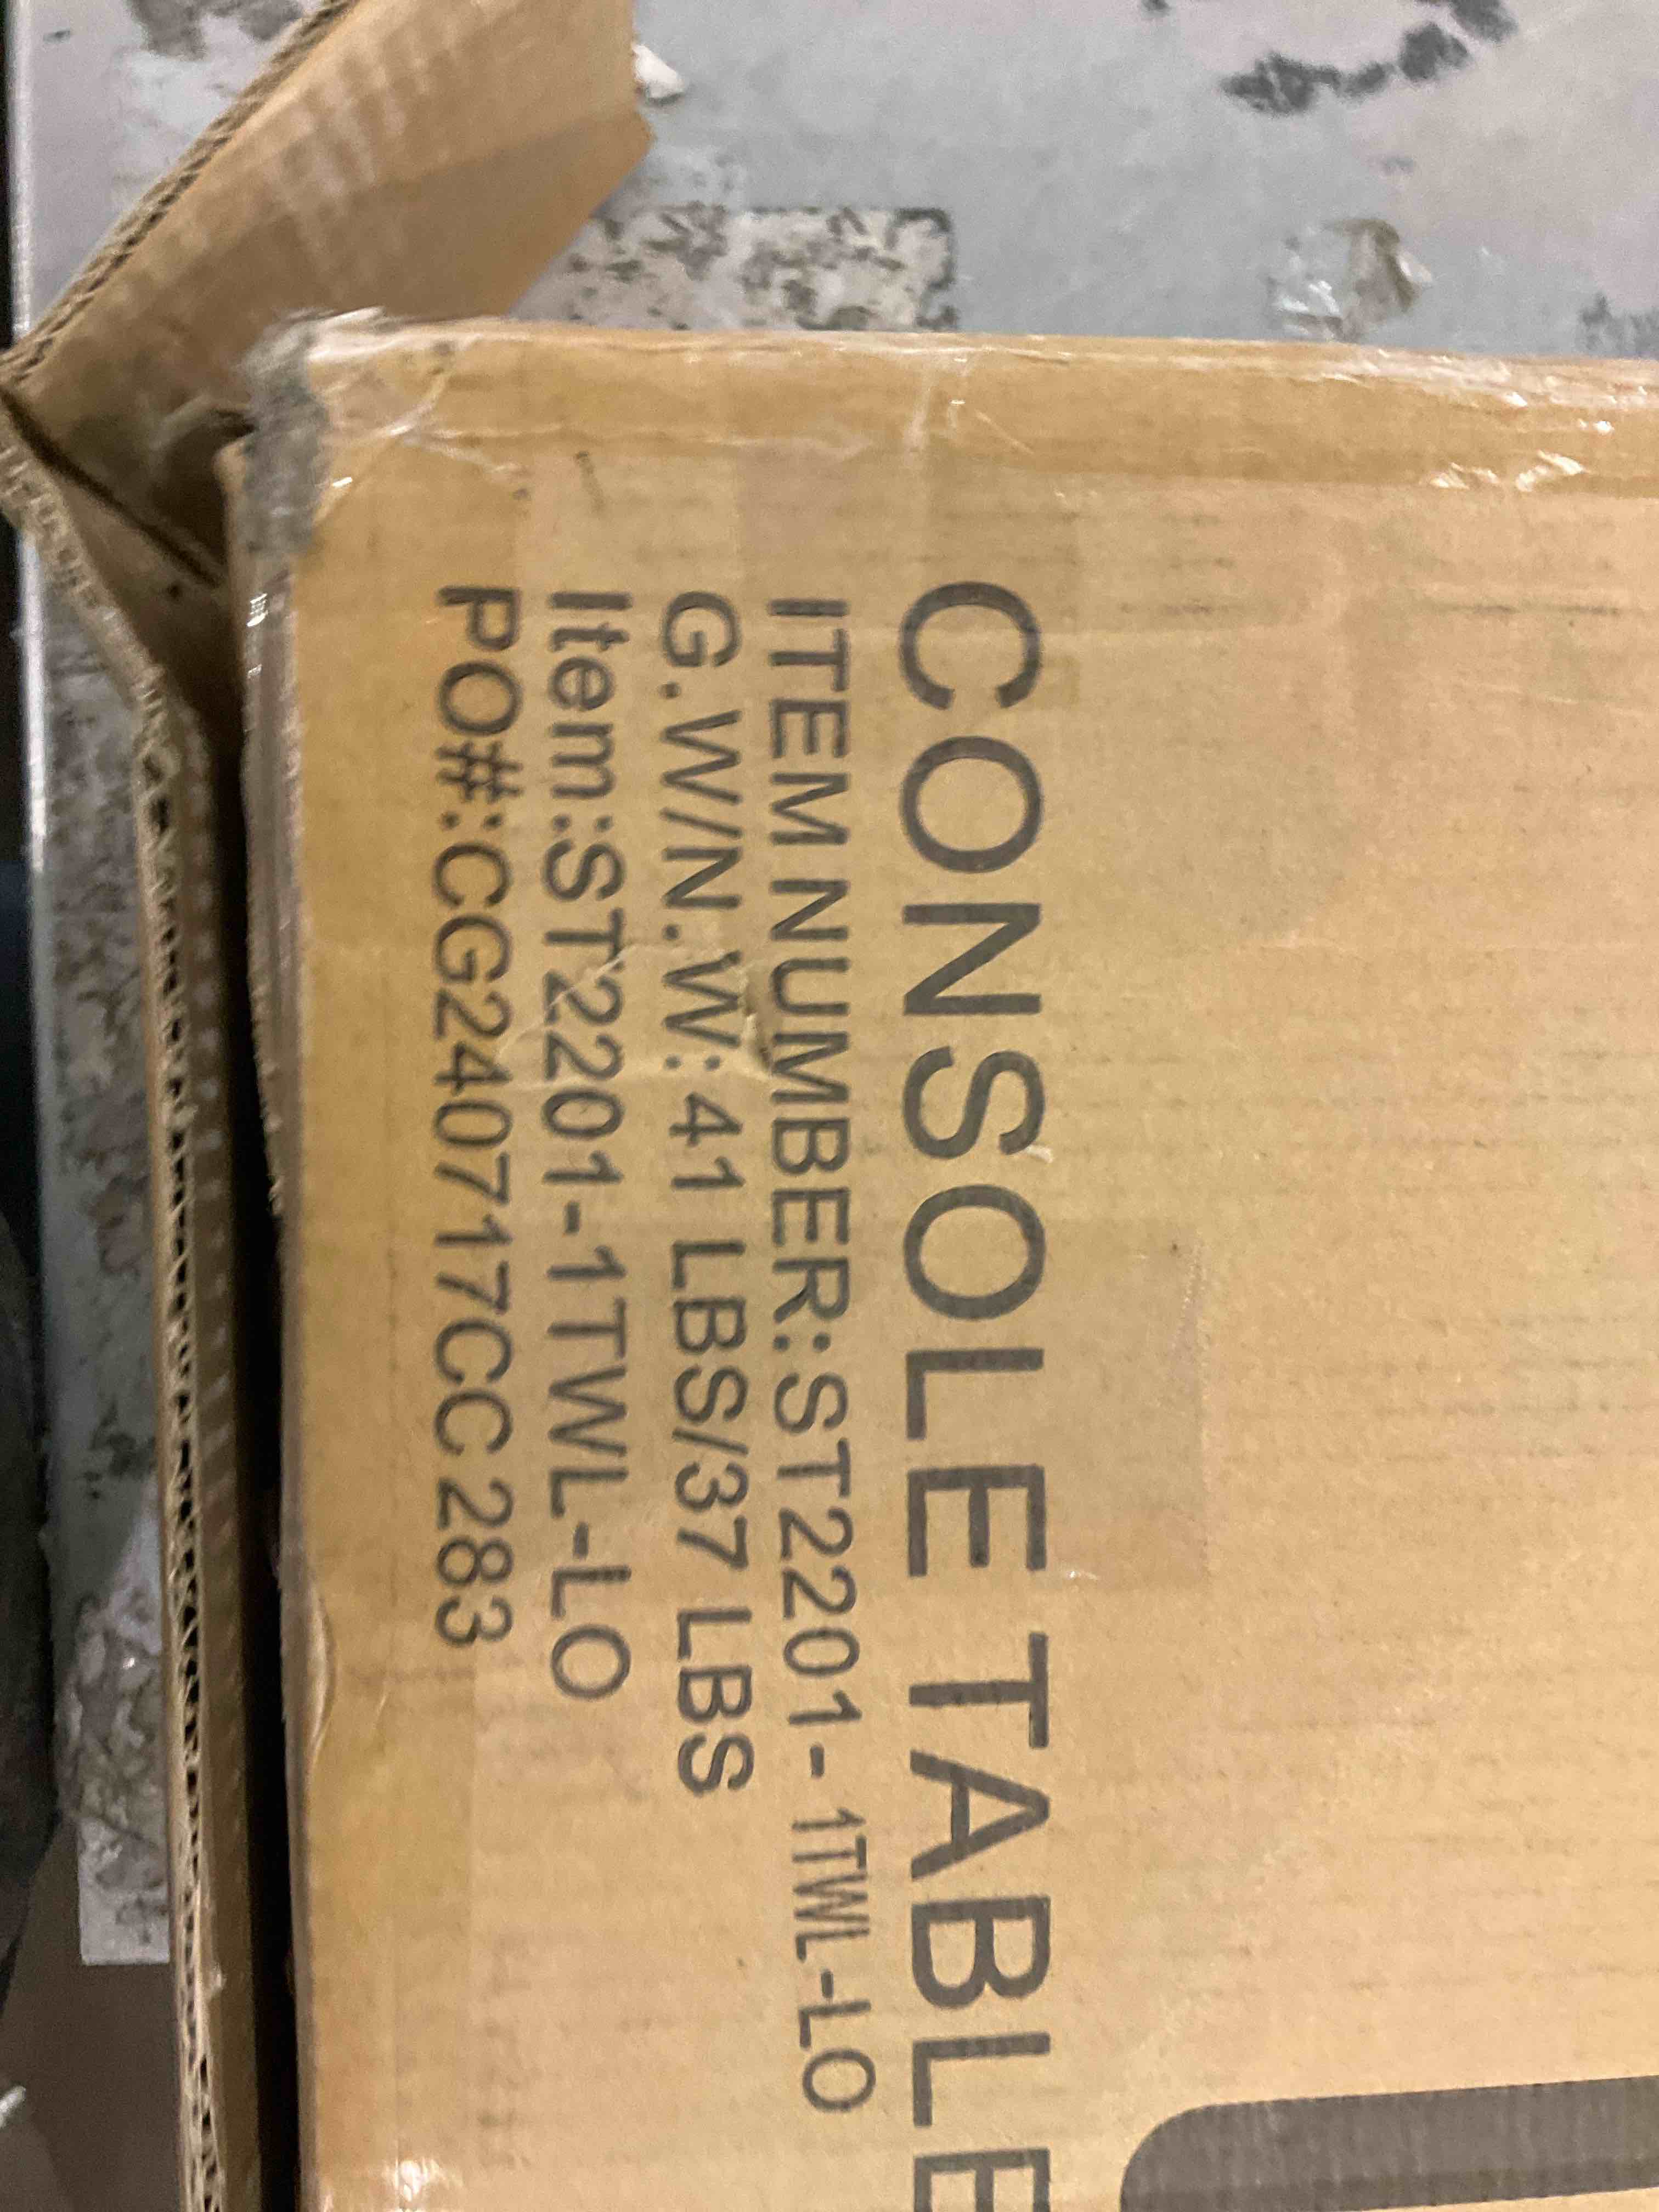 CONSOLE TABLE
ITEM NUMBER:ST2201-1TWL-LO
G.W/N.W: 41 LBS/37 LBS
Item:ST2201-1TWL-LO
PO#:CG240717CC 283